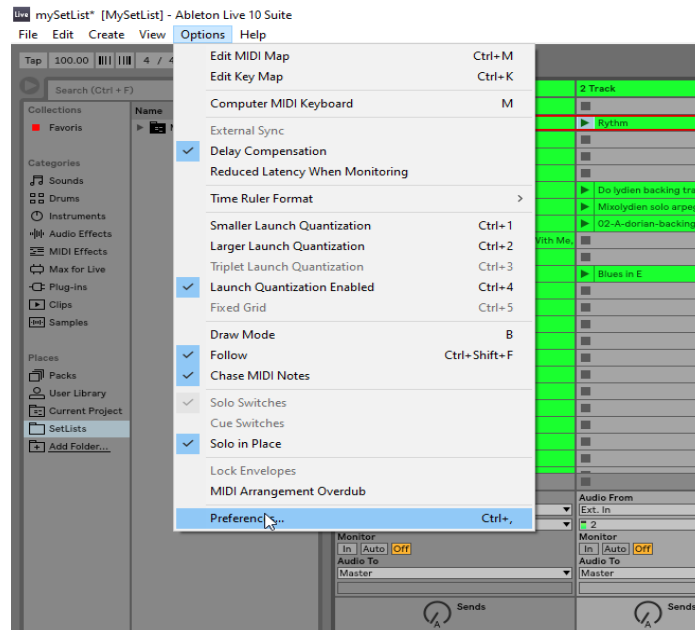 Live mySetList* [MySetList] - Ableton Live 10 Suite
File Edit Create View Options Help
Tap 100.00 4 / 4
Search (Ctrl + F)
Collections
Favoris
Categories
Sounds
Drums
Instruments
Audio Effects
MIDI Effects
Max for Live
Plug-ins
Clips
Samples
Places
Packs
User Library
Current Project
SetLists
Add Folder...
Name
Edit MIDI Map Ctrl+M
Edit Key Map Ctrl+K
Computer MIDI Keyboard M
External Sync
Delay Compensation
Reduced Latency When Monitoring
Time Ruler Format
Smaller Launch Quantization Ctrl+1
Larger Launch Quantization Ctrl+2
Triplet Launch Quantization Ctrl+3
Launch Quantization Enabled Ctrl+4
Fixed Grid Ctrl+5
Draw Mode B
Follow Ctrl+Shift+F
Chase MIDI Notes
Solo Switches
Cue Switches
Solo in Place
Lock Envelopes
MIDI Arrangement Overdub
Preferences... Ctrl+,
With Me,
Monitor
In Auto Off
Audio To
Master
Sends
A
2 Track
Rythm
Do lydien backing tra
Mixolydien solo arpe
02-A-dorian-backing
Blues in E
Audio From
Ext. In
2
Monitor
In Auto Off
Audio To
Master
Sends
A